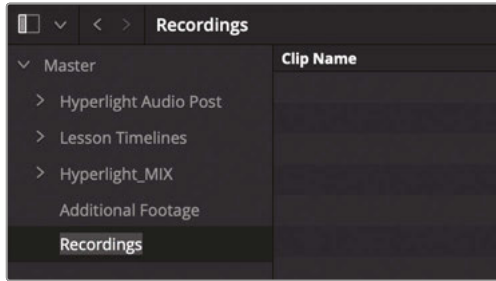 Recordings
Master
Clip Name
Hyperlight Audio Post
Lesson Timelines
Hyperlight_MIX
Additional Footage
Recordings